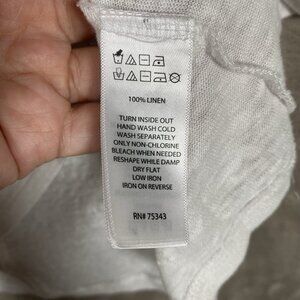 100% LINEN
TURN INSIDE OUT
HAND WASH COLD
WASH SEPARATELY
ONLY NON-CHLORINE
BLEACH WHEN NEEDED
RESHAPE WHILE DAMP
DRY FLAT
LOW IRON
IRON ON REVERSE
RN# 75343